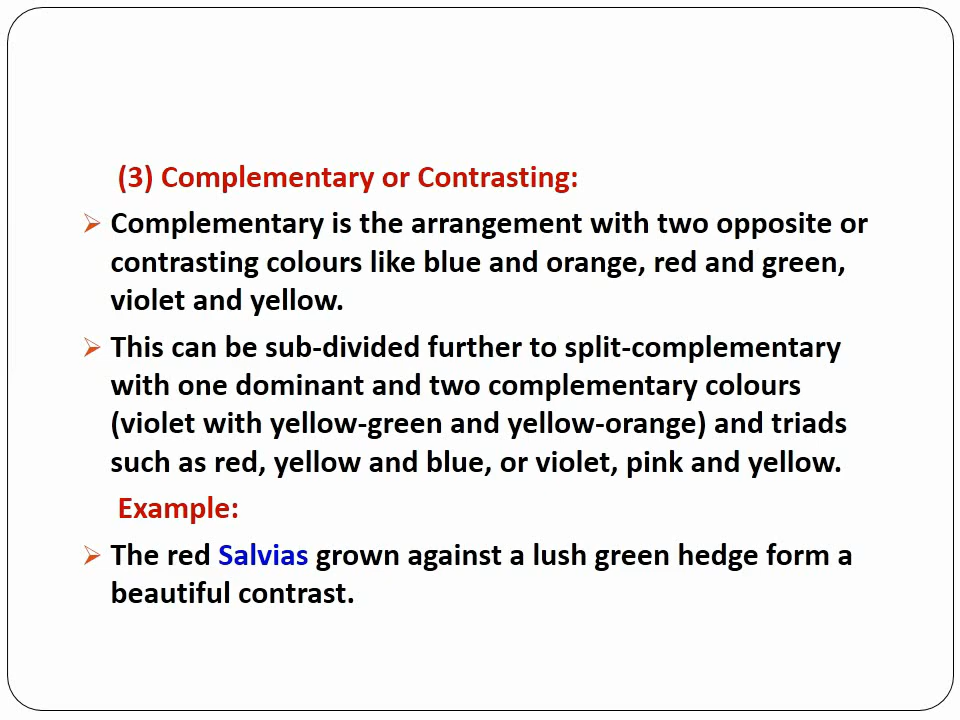 (3) Complementary or Contrasting:
Complementary is the arrangement with two opposite or
contrasting colours like blue and orange, red and green,
violet and yellow.
This can be sub-divided further to split-complementary
with one dominant and two complementary colours
(violet with yellow-green and yellow-orange) and triads
such as red, yellow and blue, or violet, pink and yellow.
Example:
The red Salvias grown against a lush green hedge form a
beautiful contrast.